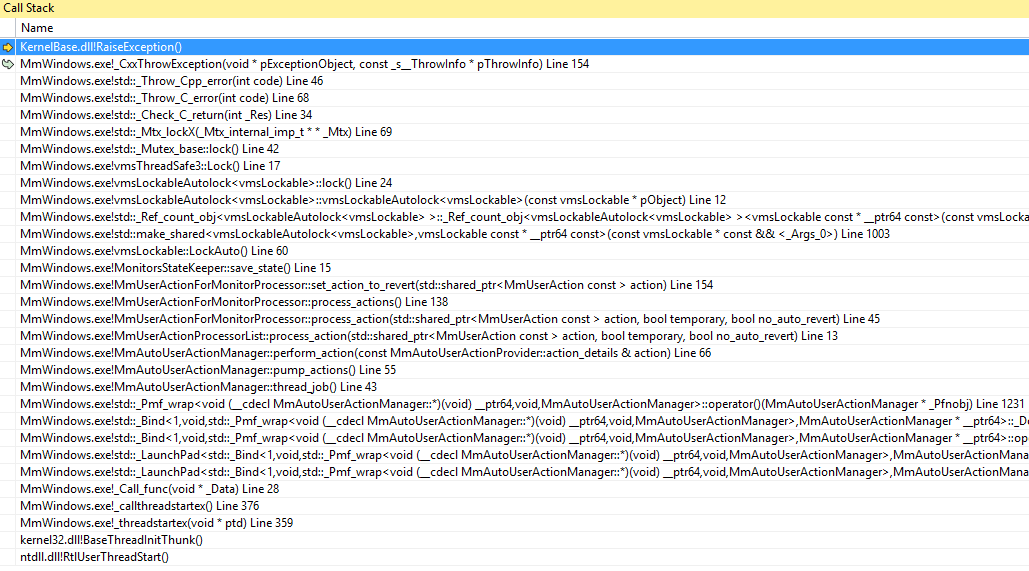 Call Stack
Name
KernelBase.dll!RaiseException()
MmWindows.exe!_CxxThrowException(void * pExceptionObject, const _s__ThrowInfo * pThrowInfo) Line 154
MmWindows.exe!std::_Throw_Cpp_error(int code) Line 46
MmWindows.exe!std::_Throw_C_error(int code) Line 68
MmWindows.exe!std::_Check_C_return(int _Res) Line 34
MmWindows.exe!std::_Mtx_lockX(_Mtx_internal_imp_t * * _Mtx) Line 69
MmWindows.exe!std::_Mutex_base::lock() Line 42
MmWindows.exe!vmsThreadSafe3::Lock() Line 17
MmWindows.exe!vmsLockableAutolock<vmsLockable>::lock() Line 24
MmWindows.exe!vmsLockableAutolock<vmsLockable>::vmsLockableAutolock<vmsLockable>(const vmsLockable * pObject) Line 12
MmWindows.exe!std::_Ref_count_obj<vmsLockableAutolock<vmsLockable> >::_Ref_count_obj<vmsLockableAutolock<vmsLockable> ><vmsLockable const * __ptr64 const>(const vmsLocka
MmWindows.exe!std::make_shared<vmsLockableAutolock<vmsLockable>,vmsLockable const * __ptr64 const>(const vmsLockable * const && <_Args_0>) Line 1003
MmWindows.exe!vmsLockable::LockAuto() Line 60
MmWindows.exe!MonitorsStateKeeper::save_state() Line 15
MmWindows.exe!MmUserActionForMonitorProcessor::set_action_to_revert(std::shared_ptr<MmUserAction const > action) Line 154
MmWindows.exe!MmUserActionForMonitorProcessor::process_actions() Line 138
MmWindows.exe!MmUserActionForMonitorProcessor::process_action(std::shared_ptr<MmUserAction const > action, bool temporary, bool no_auto_revert) Line 45
MmWindows.exe!MmUserActionProcessorList::process_action(std::shared_ptr<MmUserAction const > action, bool temporary, bool no_auto_revert) Line 13
MmWindows.exe!MmAutoUserActionManager::perform_action(const MmAutoUserActionProvider::action_details & action) Line 66
MmWindows.exe!MmAutoUserActionManager::pump_actions() Line 55
MmWindows.exe!MmAutoUserActionManager::thread_job() Line 43
MmWindows.exe!std::_Pmf_wrap<void (__cdecl MmAutoUserActionManager::*)(void) __ptr64,void,MmAutoUserActionManager>::operator()(MmAutoUserActionManager * _Pfnobj) Line 1231
MmWindows.exe!std::_Bind<1,void,std::_Pmf_wrap<void (__cdecl MmAutoUserActionManager::*)(void) __ptr64,void,MmAutoUserActionManager>,MmAutoUserActionManager * __ptr64>::_Do
MmWindows.exe!std::_Bind<1,void,std::_Pmf_wrap<void (__cdecl MmAutoUserActionManager::*)(void) __ptr64,void,MmAutoUserActionManager>,MmAutoUserActionManager * __ptr64>::op
MmWindows.exe!std::_LaunchPad<std::_Bind<1,void,std::_Pmf_wrap<void (__cdecl MmAutoUserActionManager::*)(void) __ptr64,void,MmAutoUserActionManager>,MmAutoUserActionMana
MmWindows.exe!std::_LaunchPad<std::_Bind<1,void,std::_Pmf_wrap<void (__cdecl MmAutoUserActionManager::*)(void) __ptr64,void,MmAutoUserActionManager>,MmAutoUserActionMana
MmWindows.exe!_Call_func(void * _Data) Line 28
MmWindows.exe!_callthreadstartex() Line 376
MmWindows.exe!_threadstartex(void * ptd) Line 359
kernel32.dll!BaseThreadInitThunk()
ntdll.dll!RtlUserThreadStart()